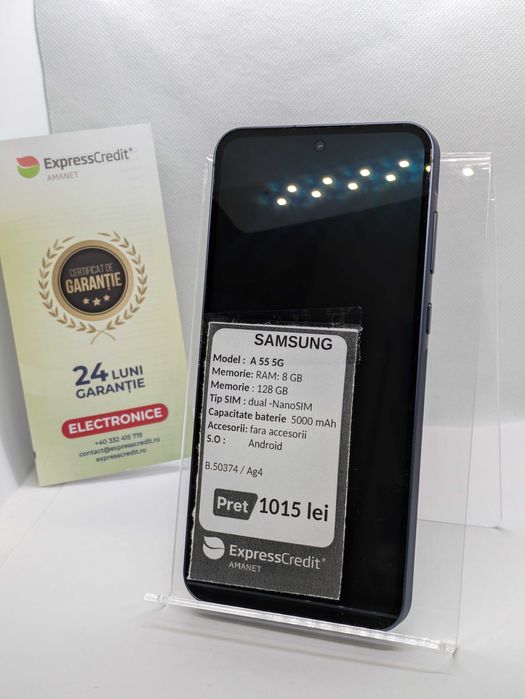 ExpressCredit®
AMANET
CERTIFICAT DE
GARANȚIE
24 LUNI
GARANȚIE
ELECTRONICE
+40 332 415 719
contact@expresscredit.ro
expresscredit.ro
SAMSUNG
Model : A 55 5G
Memorie: RAM: 8 GB
Memorie : 128 GB
Tip SIM : dual -NanoSIM
Capacitate baterie 5000 mAh
Accesorii: fara accesorii
S.O : Android
B.50374 / Ag4
Pret 1015 lei
ExpressCredit®
AMANET